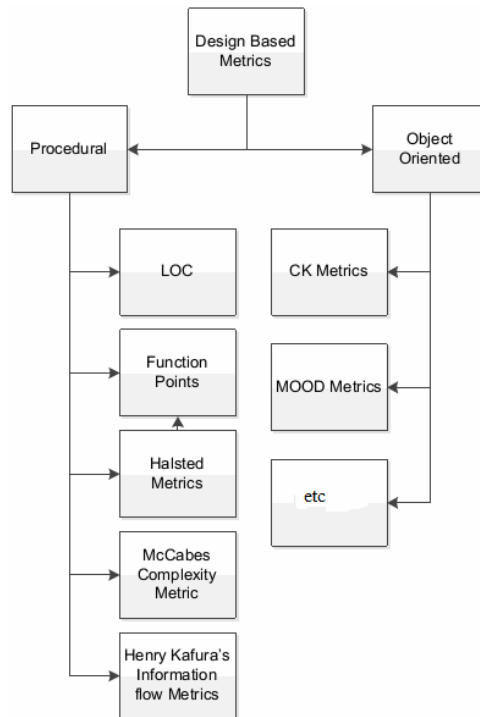 Design Based
Metrics
Procedural
Object
Oriented
LOC
CK Metrics
Function
Points
MOOD Metrics
Halsted
Metrics
etc
McCabes
Complexity
Metric
Henry Kafura's
Information
flow Metrics